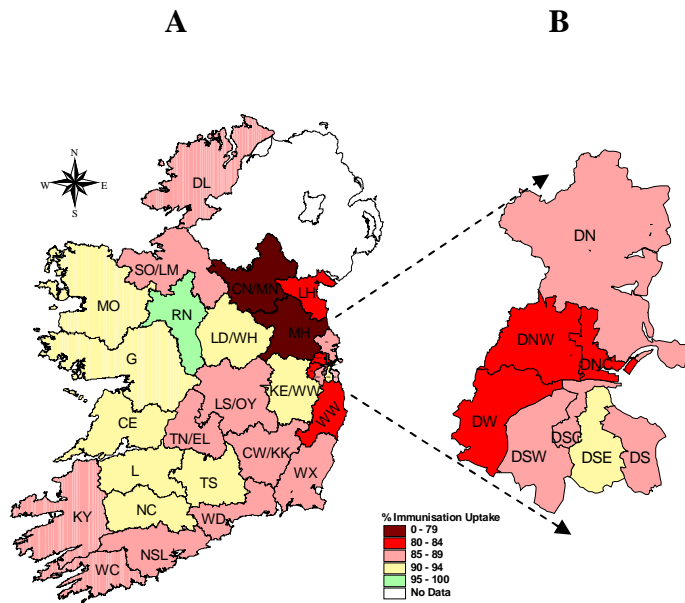 A
B
N
W
E
S
DL
SO/LM
CN/MN
LH
MO
RN
LD/WH
MH
G
KE/WW
LS/OY
WW
CE
TN/EL
CW/KK
L
TS
WX
NC
KY
WD
NSL
WC
DN
DNW
DNC
DW
DSC
DSW
DSE
DS
% Immunisation Uptake
0 - 79
80 - 84
85 - 89
90 - 94
95 - 100
No Data